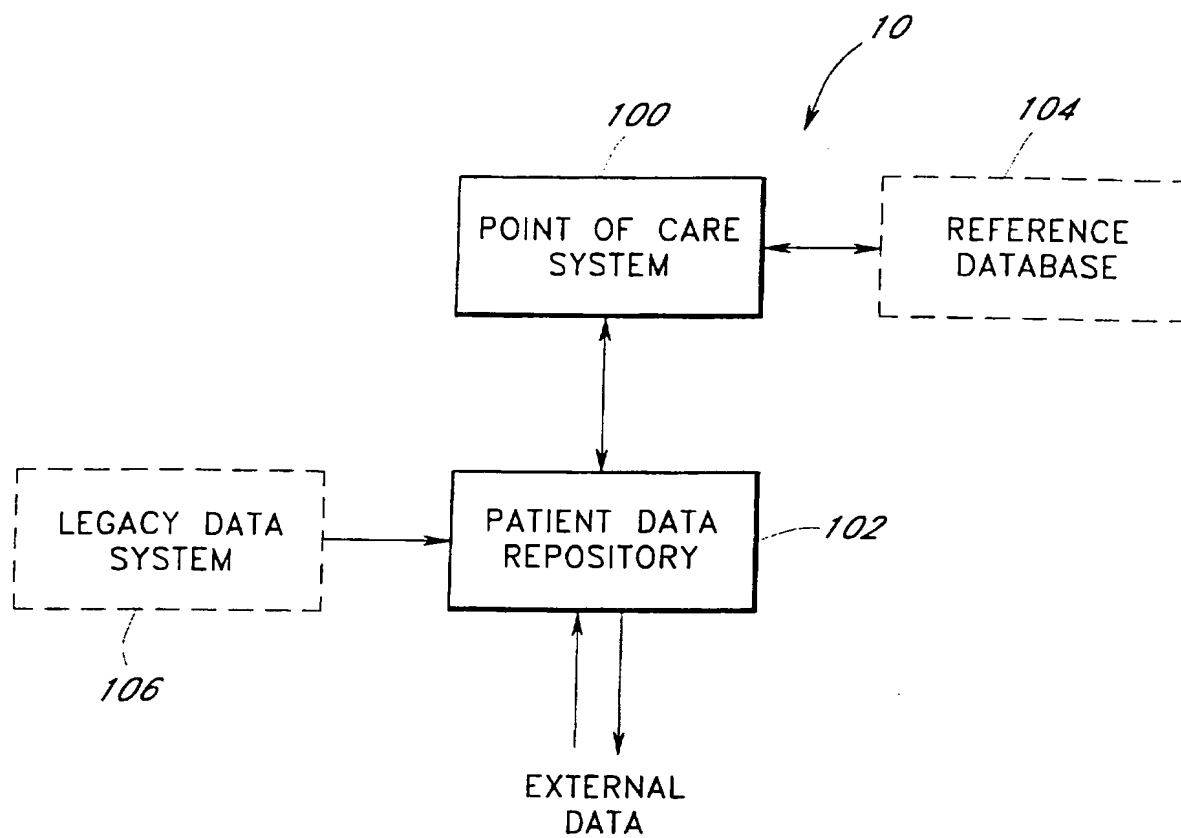 10
100
104
POINT OF CARE
SYSTEM
REFERENCE
DATABASE
LEGACY DATA
SYSTEM
PATIENT DATA
REPOSITORY
102
106
EXTERNAL
DATA